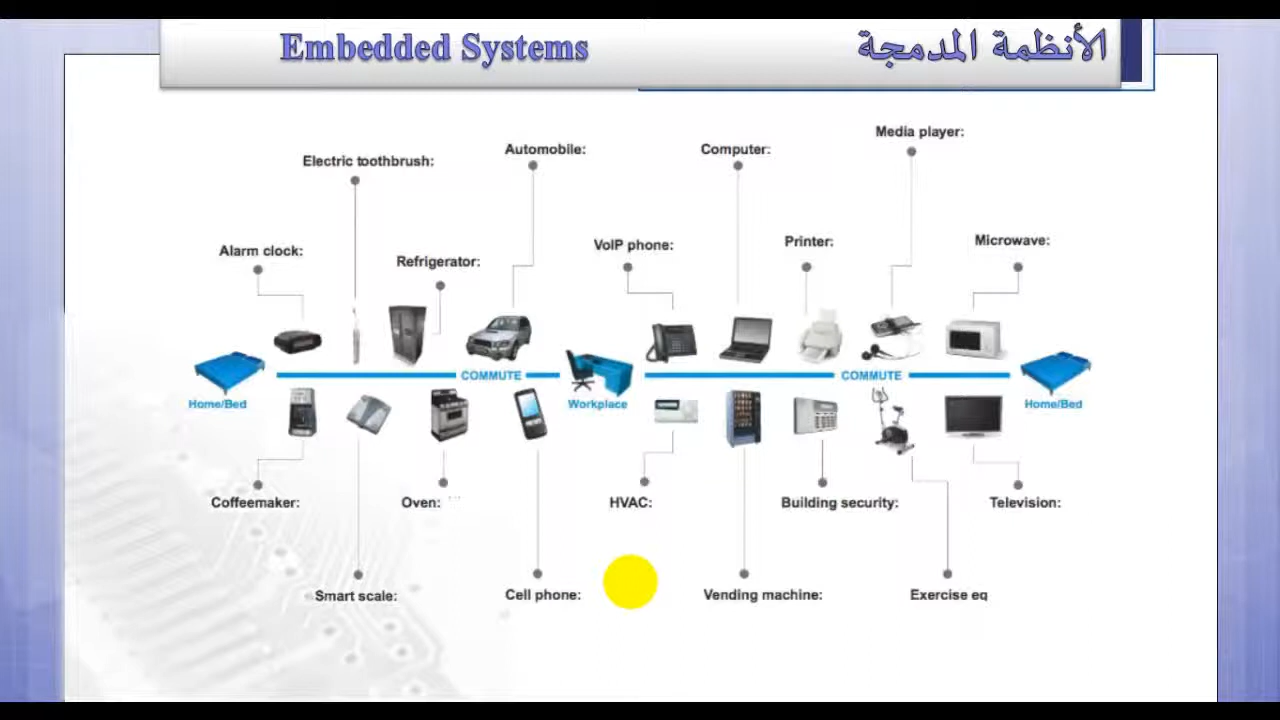 Embedded Systems
الأنظمة المدمجة
Media player:
Automobile:
Computer:
Electric toothbrush:
VoIP phone:
Printer:
Microwave:
Alarm clock:
Refrigerator:
COMMUTE
COMMUTE
Home/Bed
Workplace
Home/Bed
Coffeemaker:
Oven:
HVAC:
Building security:
Television:
Smart scale:
Cell phone:
Vending machine:
Exercise eq